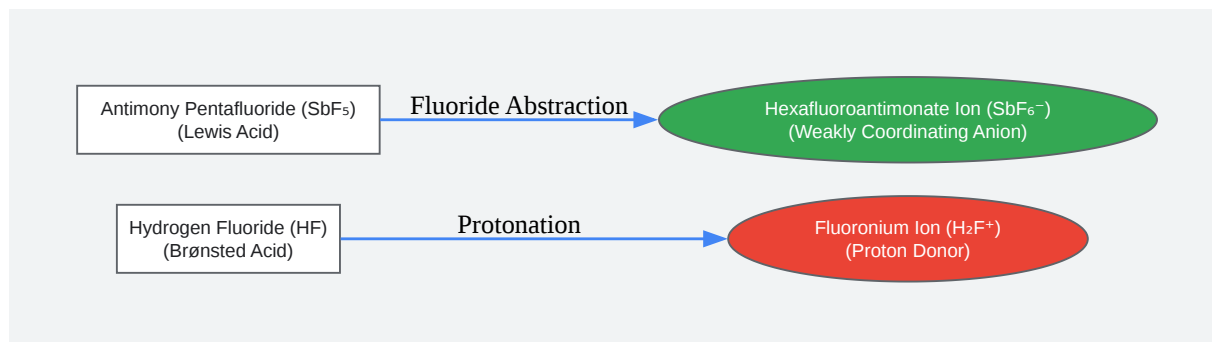 Antimony Pentafluoride (SbF₅)
(Lewis Acid)
Fluoride Abstraction
Hexafluoroantimonate Ion (SbF₆⁻)
(Weakly Coordinating Anion)
Hydrogen Fluoride (HF)
(Brønsted Acid)
Protonation
Fluoronium Ion (H₂F⁺)
(Proton Donor)